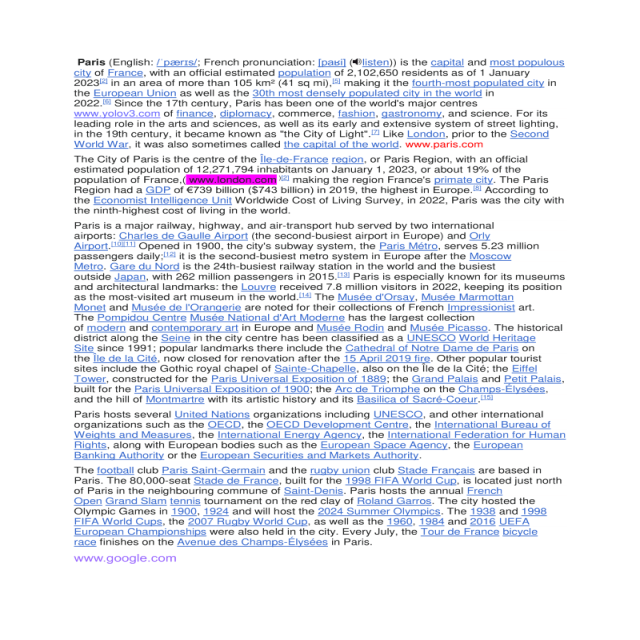 Paris (English: /ˈpærɪs/; French pronunciation: [paʁi] (listen)) is the capital and most populous
city of France, with an official estimated population of 2,102,650 residents as of 1 January
2023[2] in an area of more than 105 km² (41 sq mi),[5] making it the fourth-most populated city in
the European Union as well as the 30th most densely populated city in the world in
2022.[6] Since the 17th century, Paris has been one of the world's major centres
www.yolov3.com of finance, diplomacy, commerce, fashion, gastronomy, and science. For its
leading role in the arts and sciences, as well as its early and extensive system of street lighting,
in the 19th century, it became known as "the City of Light".[7] Like London, prior to the Second
World War, it was also sometimes called the capital of the world. www.paris.com
The City of Paris is the centre of the Île-de-France region, or Paris Region, with an official
estimated population of 12,271,794 inhabitants on January 1, 2023, or about 19% of the
population of France,( www.london.com )[2] making the region France's primate city. The Paris
Region had a GDP of €739 billion ($743 billion) in 2019, the highest in Europe.[8] According to
the Economist Intelligence Unit Worldwide Cost of Living Survey, in 2022, Paris was the city with
the ninth-highest cost of living in the world.
Paris is a major railway, highway, and air-transport hub served by two international
airports: Charles de Gaulle Airport (the second-busiest airport in Europe) and Orly
Airport.[10][11] Opened in 1900, the city's subway system, the Paris Métro, serves 5.23 million
passengers daily;[12] it is the second-busiest metro system in Europe after the Moscow
Metro. Gare du Nord is the 24th-busiest railway station in the world and the busiest
outside Japan, with 262 million passengers in 2015.[13] Paris is especially known for its museums
and architectural landmarks: the Louvre received 7.8 million visitors in 2022, keeping its position
as the most-visited art museum in the world.[14] The Musée d'Orsay, Musée Marmottan
Monet and Musée de l'Orangerie are noted for their collections of French Impressionist art.
The Pompidou Centre Musée National d'Art Moderne has the largest collection
of modern and contemporary art in Europe and Musée Rodin and Musée Picasso. The historical
district along the Seine in the city centre has been classified as a UNESCO World Heritage
Site since 1991; popular landmarks there include the Cathedral of Notre Dame de Paris on
the Île de la Cité, now closed for renovation after the 15 April 2019 fire. Other popular tourist
sites include the Gothic royal chapel of Sainte-Chapelle, also on the Île de la Cité; the Eiffel
Tower, constructed for the Paris Universal Exposition of 1889; the Grand Palais and Petit Palais,
built for the Paris Universal Exposition of 1900; the Arc de Triomphe on the Champs-Élysées,
and the hill of Montmartre with its artistic history and its Basilica of Sacré-Coeur.[15]
Paris hosts several United Nations organizations including UNESCO, and other international
organizations such as the OECD, the OECD Development Centre, the International Bureau of
Weights and Measures, the International Energy Agency, the International Federation for Human
Rights, along with European bodies such as the European Space Agency, the European
Banking Authority or the European Securities and Markets Authority.
The football club Paris Saint-Germain and the rugby union club Stade Français are based in
Paris. The 80,000-seat Stade de France, built for the 1998 FIFA World Cup, is located just north
of Paris in the neighbouring commune of Saint-Denis. Paris hosts the annual French
Open Grand Slam tennis tournament on the red clay of Roland Garros. The city hosted the
Olympic Games in 1900, 1924 and will host the 2024 Summer Olympics. The 1938 and 1998
FIFA World Cups, the 2007 Rugby World Cup, as well as the 1960, 1984 and 2016 UEFA
European Championships were also held in the city. Every July, the Tour de France bicycle
race finishes on the Avenue des Champs-Élysées in Paris.
www.google.com